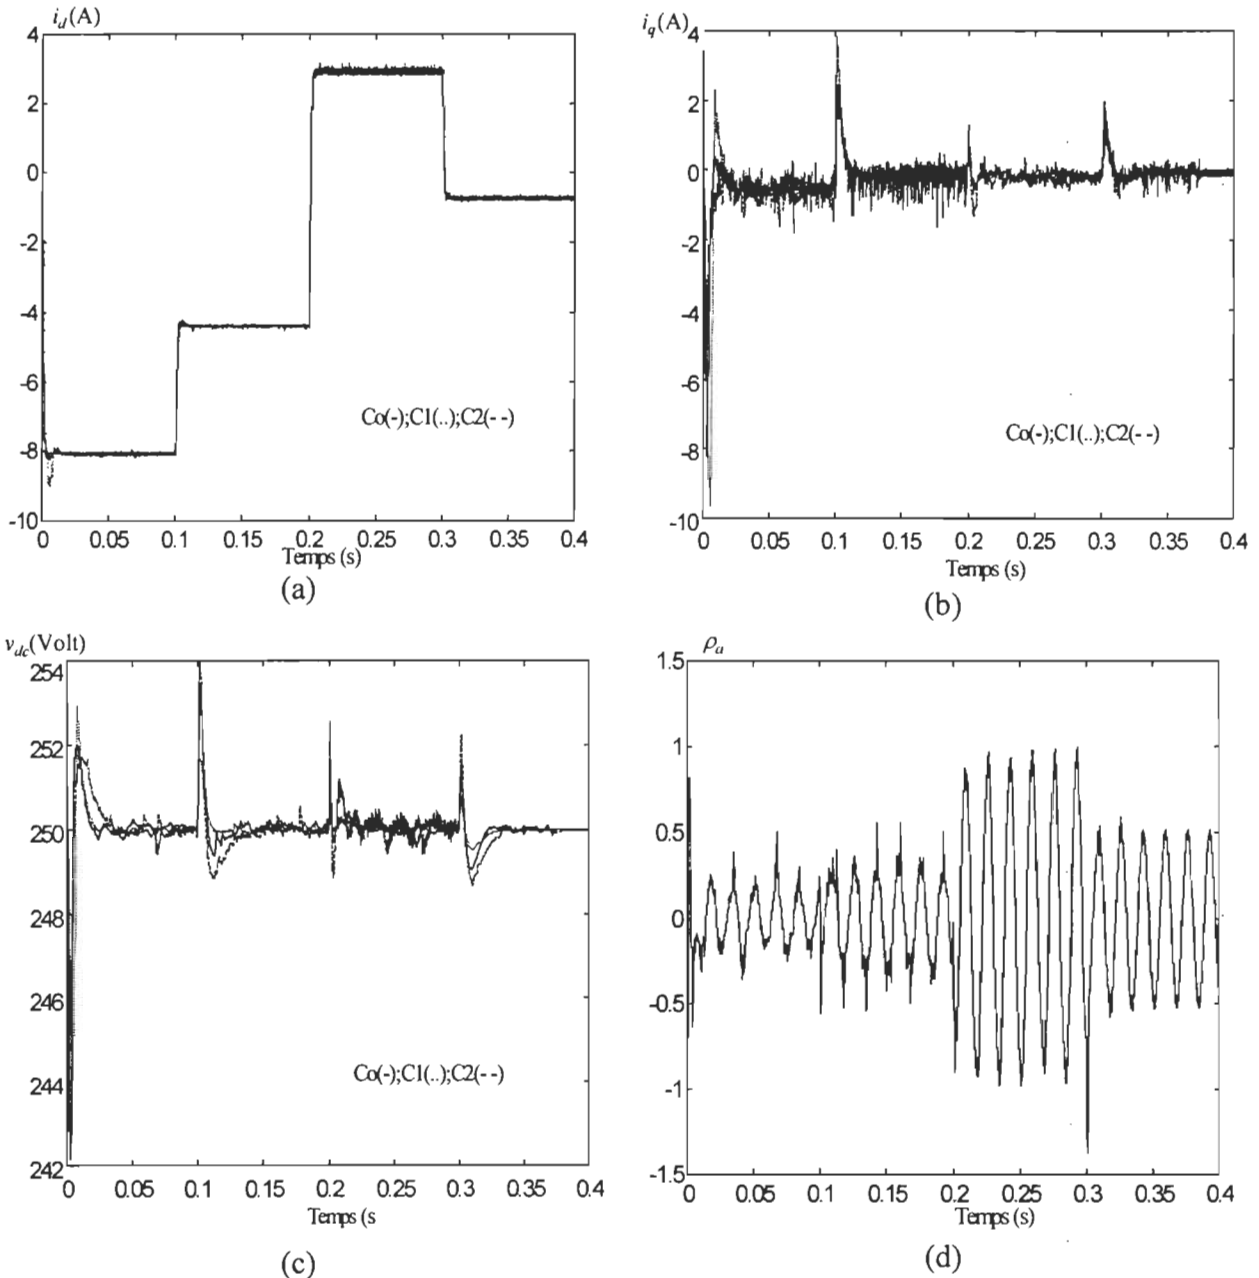 i_d(A)
4
2
0
-2
-4
-6
-8
-10
Co(-);C1(..);C2(- -)
0 0.05 0.1 0.15 0.2 0.25 0.3 0.35 0.4
Temps (s)
(a)
i_q(A)
4
2
0
-2
-4
-6
-8
-10
Co(-);C1(..);C2(- -)
0 0.05 0.1 0.15 0.2 0.25 0.3 0.35 0.4
Temps (s)
(b)
v_dc(Volt)
254
252
250
248
246
244
242
Co(-);C1(..);C2(- -)
0 0.05 0.1 0.15 0.2 0.25 0.3 0.35 0.4
Temps (s
(c)
ρ_a
1.5
1
0.5
0
-0.5
-1
-1.5
0 0.05 0.1 0.15 0.2 0.25 0.3 0.35 0.4
Temps (s)
(d)